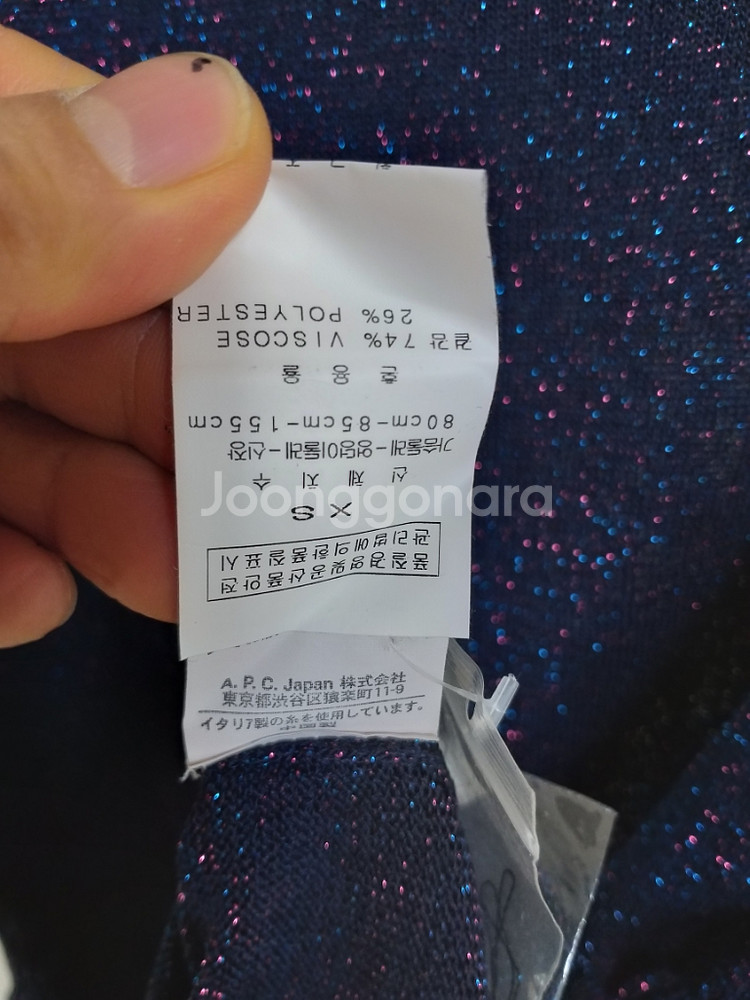 품질경영및공산품안전
관리법에의한품질표시
XS
신 체 치 수
가슴둘레-엉덩이둘레-신장
80cm-85cm-155cm
혼 용 율
겉감 74% VISCOSE
26% POLYESTER
A.P.C. Japan 株式会社
東京都渋谷区猿楽町11-9
イタリア製の糸を使用しています。
Joonggonara